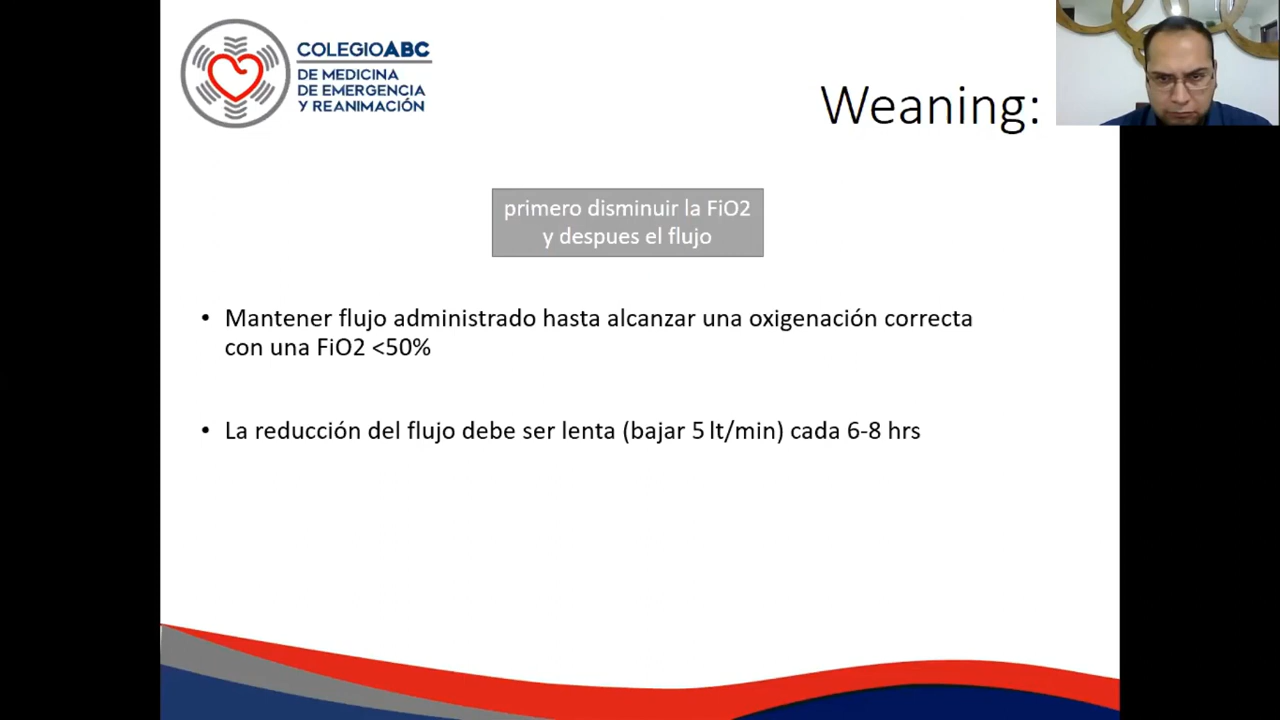 COLEGIOABC
DE MEDICINA
DE EMERGENCIA
Y REANIMACIÓN
Weaning:
primero disminuir la FiO2
y despues el flujo
• Mantener flujo administrado hasta alcanzar una oxigenación correcta
con una FiO2 <50%
• La reducción del flujo debe ser lenta (bajar 5 lt/min) cada 6-8 hrs